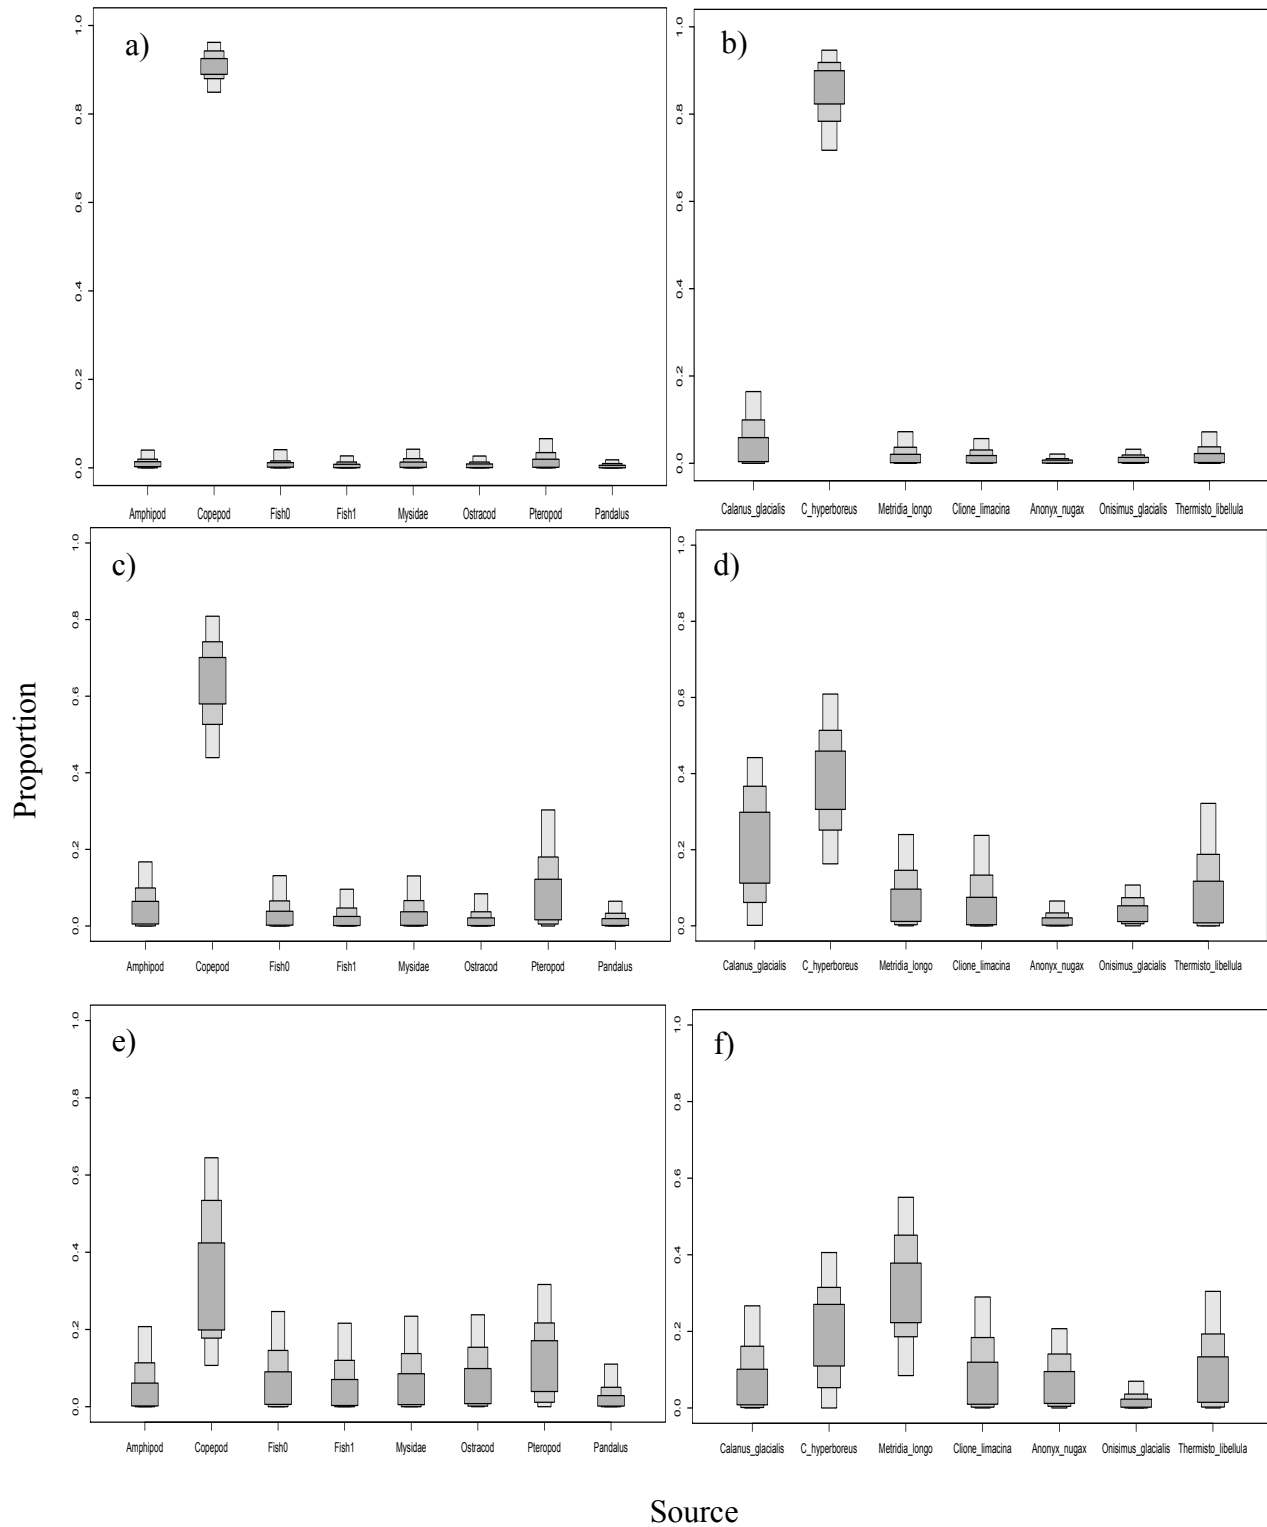 a)
1.0
0.8
0.6
0.4
0.2
0.0
Amphipod Copepod Fish0 Fish1 Mysidae Ostracod Pteropod Pandalus
b)
1.0
0.8
0.6
0.4
0.2
0.0
Calanus_glacialis C_hyperboreus Metridia_longo Clione_limacina Anonyx_nugax Onisimus_glacialis Thermisto_libellula
c)
1.0
0.8
0.6
0.4
0.2
0.0
Amphipod Copepod Fish0 Fish1 Mysidae Ostracod Pteropod Pandalus
d)
1.0
0.8
0.6
0.4
0.2
0.0
Calanus_glacialis C_hyperboreus Metridia_longo Clione_limacina Anonyx_nugax Onisimus_glacialis Thermisto_libellula
Proportion
e)
1.0
0.8
0.6
0.4
0.2
0.0
Amphipod Copepod Fish0 Fish1 Mysidae Ostracod Pteropod Pandalus
f)
1.0
0.8
0.6
0.4
0.2
0.0
Calanus_glacialis C_hyperboreus Metridia_longo Clione_limacina Anonyx_nugax Onisimus_glacialis Thermisto_libellula
Source